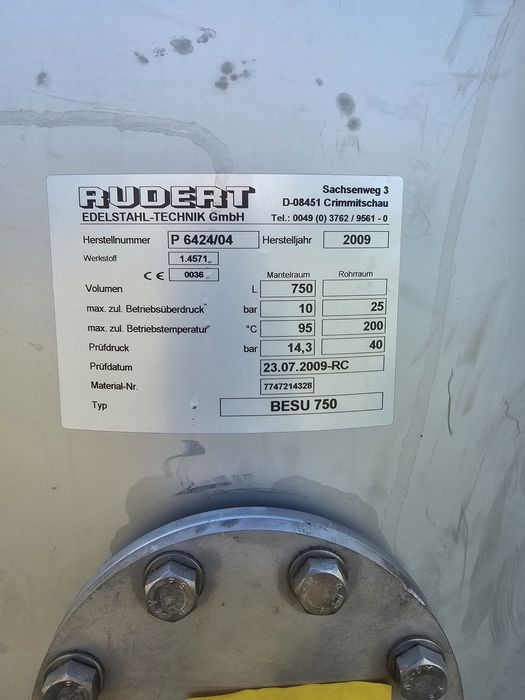 RUDERT
EDELSTAHL-TECHNIK GmbH
Sachsenweg 3
D-08451 Crimmitschau
Tel.: 0049 (0) 3762 / 9561 - 0
Herstellnummer P 6424/04 Herstelljahr 2009
Werkstoff 1.4571
CE 0036
Mantelraum Rohrraum
Volumen L 750
max. zul. Betriebsüberdruck bar 10 25
max. zul. Betriebstemperatur °C 95 200
Prüfdruck bar 14,3 40
Prüfdatum 23.07.2009-RC
Material-Nr. 7747214328
Typ BESU 750